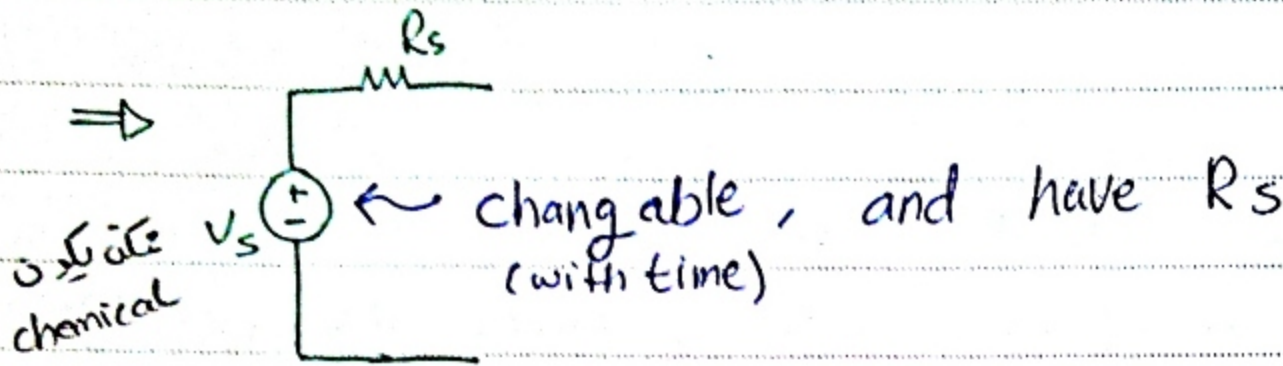 Rs
Vs + - changable, and have Rs
(with time)
chemical